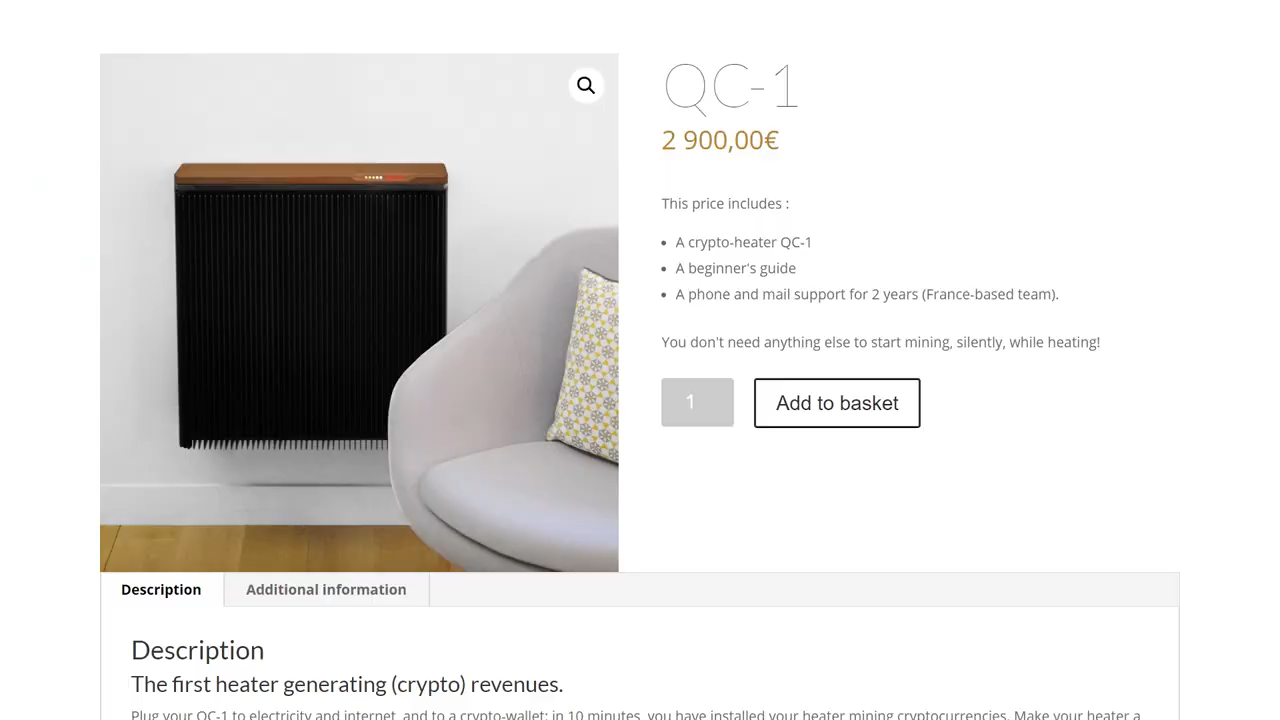 QC-1
2 900,00€
This price includes :
A crypto-heater QC-1
A beginner's guide
A phone and mail support for 2 years (France-based team).
You don't need anything else to start mining, silently, while heating!
1
Add to basket
Description
Additional information
Description
The first heater generating (crypto) revenues.
Plug your QC-1 to electricity and internet, and to a crypto-wallet: in 10 minutes, you have installed your heater mining cryptocurrencies. Make your heater a